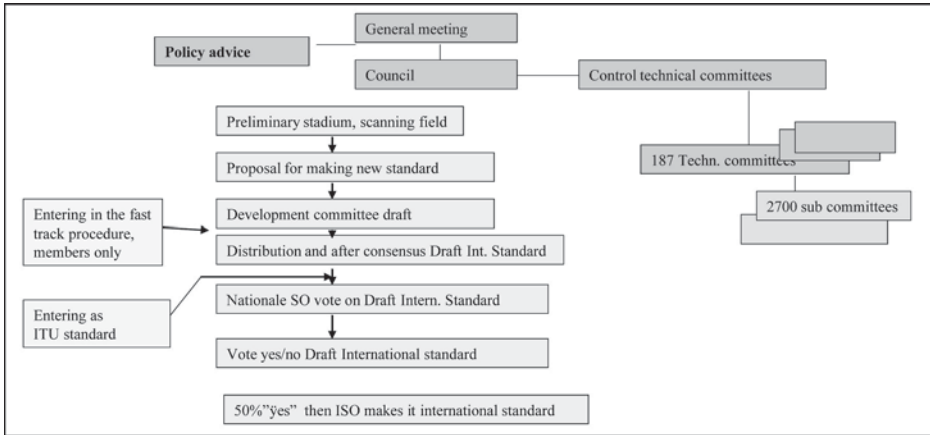 General meeting
Policy advice
Council
Control technical committees
Preliminary stadium, scanning field
187 Techn. committees
Proposal for making new standard
2700 sub committees
Entering in the fast
track procedure,
members only
Development committee draft
Distribution and after consensus Draft Int. Standard
Nationale SO vote on Draft Intern. Standard
Entering as
ITU standard
Vote yes/no Draft International standard
50%”ÿes” then ISO makes it international standard